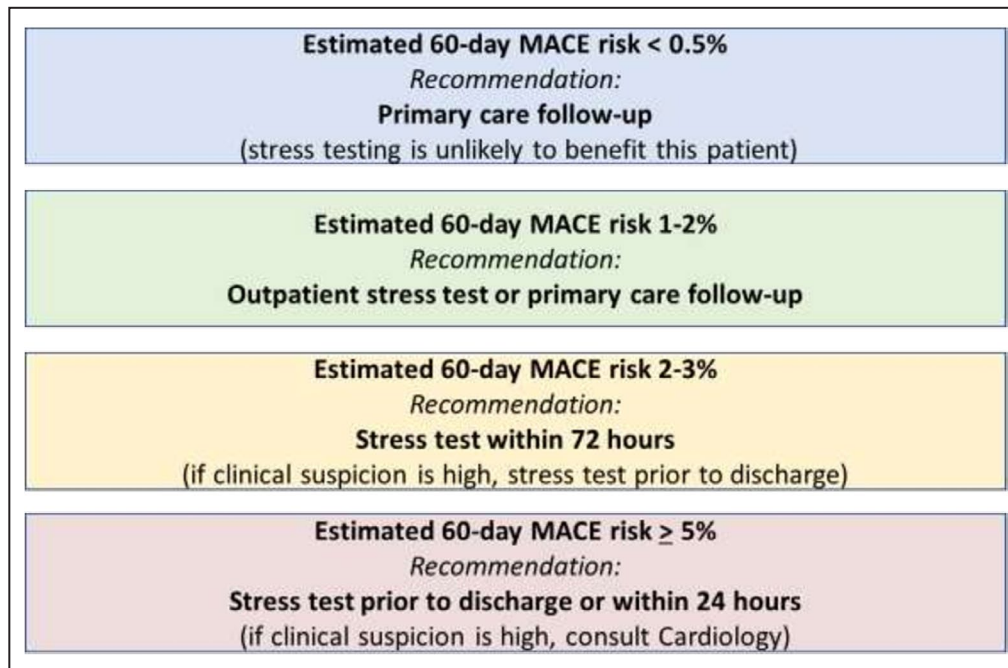 Estimated 60-day MACE risk < 0.5%
Recommendation:
Primary care follow-up
(stress testing is unlikely to benefit this patient)
Estimated 60-day MACE risk 1-2%
Recommendation:
Outpatient stress test or primary care follow-up
Estimated 60-day MACE risk 2-3%
Recommendation:
Stress test within 72 hours
(if clinical suspicion is high, stress test prior to discharge)
Estimated 60-day MACE risk ≥ 5%
Recommendation:
Stress test prior to discharge or within 24 hours
(if clinical suspicion is high, consult Cardiology)